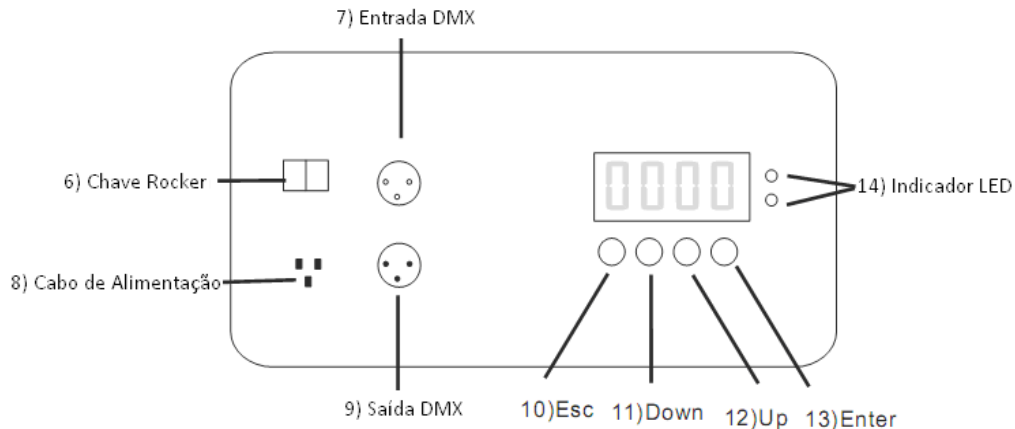 7) Entrada DMX
6) Chave Rocker
0000
14) Indicador LED
8) Cabo de Alimentação
9) Saída DMX
10)Esc
11)Down
12)Up
13)Enter